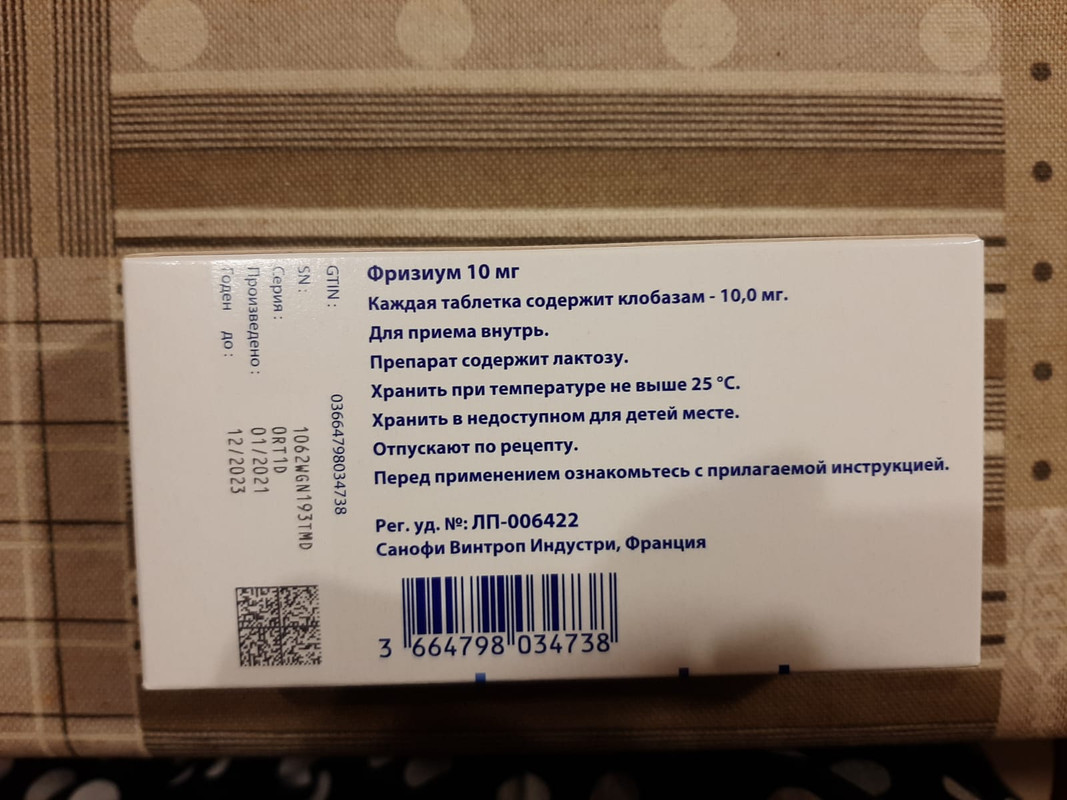 Фризиум 10 мг
Каждая таблетка содержит клобазам - 10,0 мг.
Для приема внутрь.
Препарат содержит лактозу.
Хранить при температуре не выше 25 °C.
Хранить в недоступном для детей месте.
Отпускают по рецепту.
Перед применением ознакомьтесь с прилагаемой инструкцией.
Рег. уд. №: ЛП-006422
Санофи Винтроп Индустри, Франция
3 664798 034738
GTIN : 03664798034738
SN : 1062WGN193TMD
Серия : 0RT1D
Произведено : 01/2021
Годен до : 12/2023